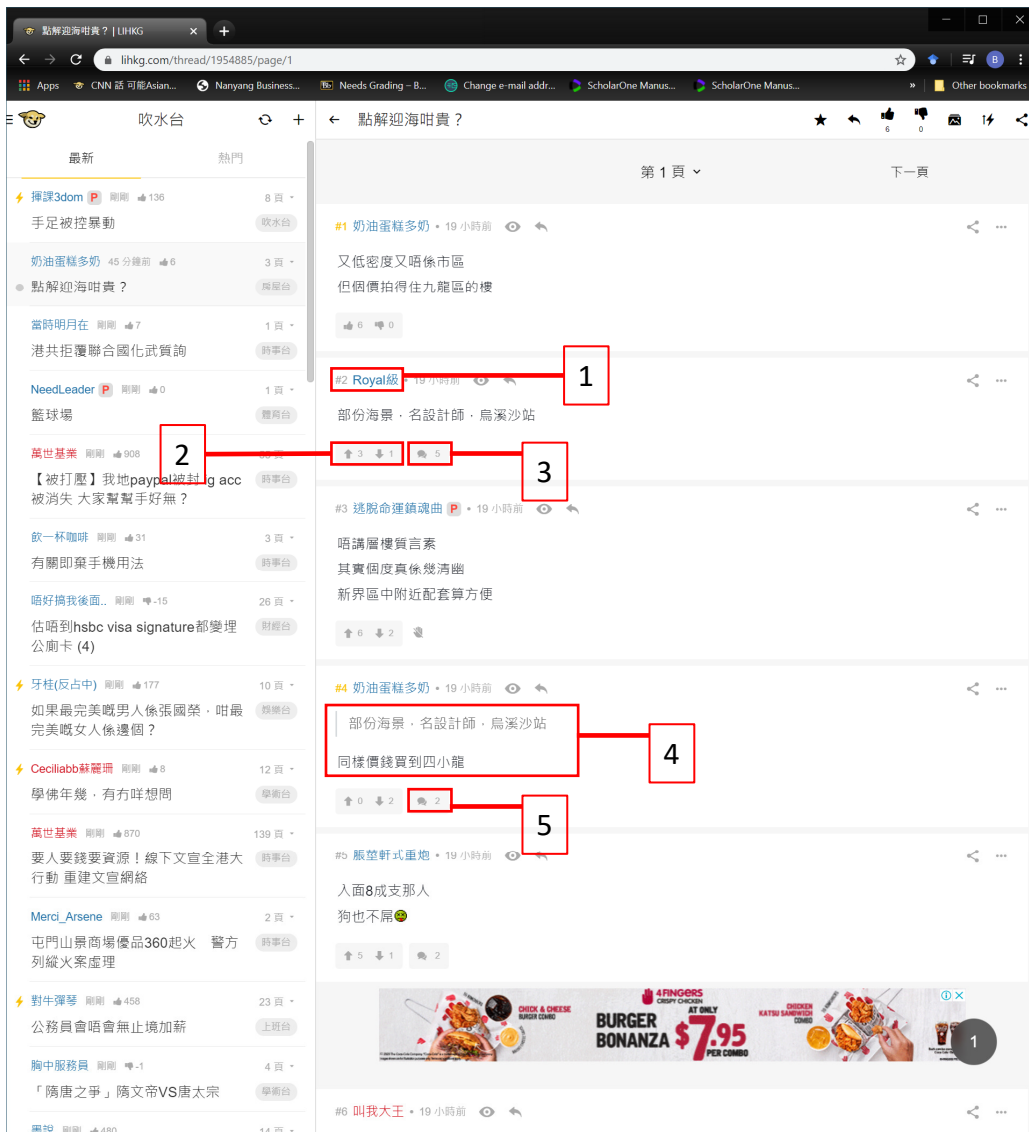 點解迎海咁貴？ | LIHKG
lihkg.com/thread/1954885/page/1
B
Apps
CNN 話 可能Asian...
Nanyang Business...
Needs Grading – B...
Change e-mail addr...
ScholarOne Manus...
ScholarOne Manus...
»
Other bookmarks
吹水台
最新
熱門
揮課3dom P 剛剛 136 8 頁
手足被控暴動 吹水台
奶油蛋糕多奶 45 分鐘前 6 3 頁
點解迎海咁貴？ 房屋台
當時明月在 剛剛 7 1 頁
港共拒覆聯合國化武質詢 時事台
NeedLeader P 剛剛 0 1 頁
籃球場 體育台
萬世基業 剛剛 908
【被打壓】我地paypal被封 ig acc 時事台
被消失 大家幫幫手好無？
飲一杯咖啡 剛剛 31 3 頁
有關即棄手機用法 時事台
唔好搞我後面.. 剛剛 -15 26 頁
估唔到hsbc visa signature都變埋 財經台
公廁卡 (4)
牙桂(反占中) 剛剛 177 10 頁
如果最完美嘅男人係張國榮，咁最 娛樂台
完美嘅女人係邊個？
Ceciliabb蘇麗珊 剛剛 8 12 頁
學佛年幾，有冇咩想問 學術台
萬世基業 剛剛 870 139 頁
要人要錢要資源！線下文宣全港大 時事台
行動 重建文宣網絡
Merci_Arsene 剛剛 63 2 頁
屯門山景商場優品360起火　警方 時事台
列縱火案處理
對牛彈琴 剛剛 458 23 頁
公務員會唔會無止境加薪 上班台
胸中服務員 剛剛 -1 4 頁
「隋唐之爭」隋文帝VS唐太宗 學術台
點解迎海咁貴？
6 0
第 1 頁
下一頁
#1 奶油蛋糕多奶 • 19 小時前
又低密度又唔係市區
但個價拍得住九龍區的樓
6 0
#2 Royal級 • 19 小時前
1
部份海景，名設計師，烏溪沙站
3 1 5
2
3
#3 逃脫命運鎮魂曲 P • 19 小時前
唔講層樓質言素
其實個度真係幾清幽
新界區中附近配套算方便
6 2
#4 奶油蛋糕多奶 • 19 小時前
部份海景，名設計師，烏溪沙站
同樣價錢買到四小龍
4
0 2 2
5
#5 脹莖軒式重炮 • 19 小時前
入面8成支那人
狗也不屌
5 1 2
CHICK & CHEESE
BURGER COMBO
4FINGERS
CRISPY CHICKEN
BURGER
BONANZA
AT ONLY
$7.95
PER COMBO
CHICKEN
KATSU SANDWICH
COMBO
1
#6 叫我大王 • 19 小時前